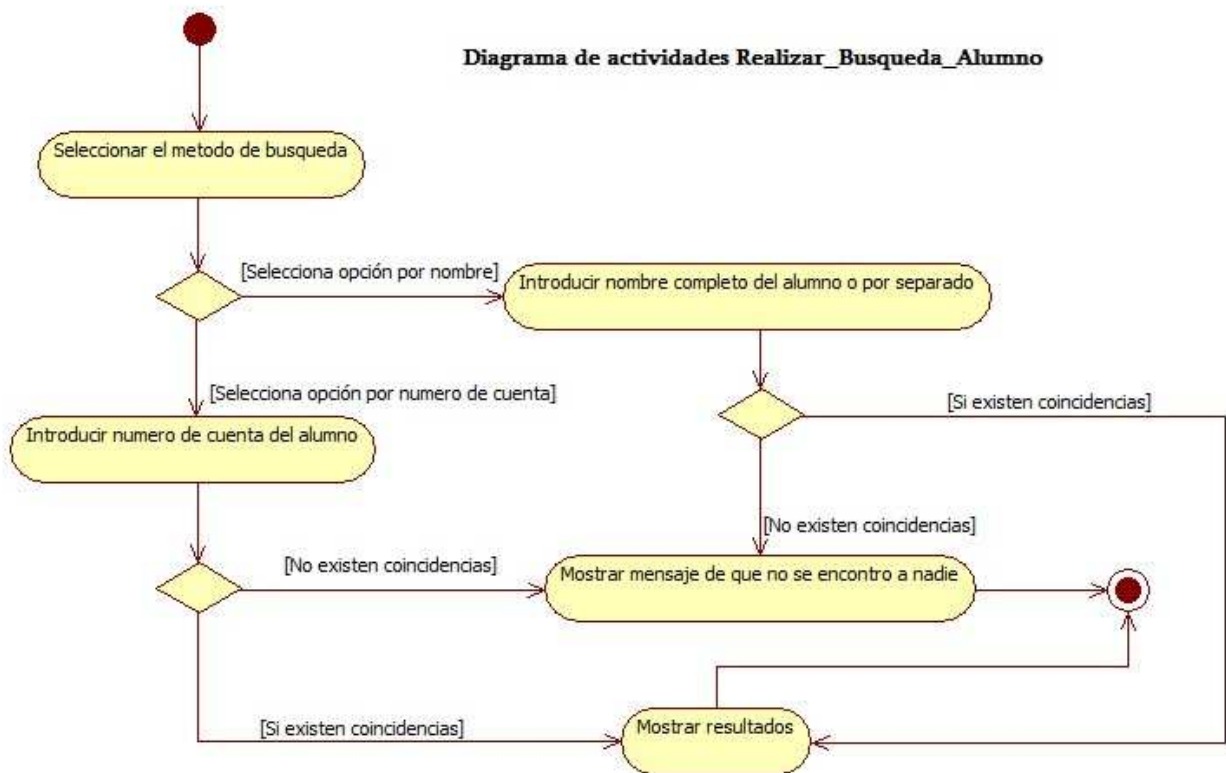 Diagrama de actividades Realizar_Busqueda_Alumno
Seleccionar el metodo de busqueda
[Selecciona opción por nombre]
Introducir nombre completo del alumno o por separado
[Selecciona opción por numero de cuenta]
[Si existen coincidencias]
Introducir numero de cuenta del alumno
[No existen coincidencias]
[No existen coincidencias]
Mostrar mensaje de que no se encontro a nadie
[Si existen coincidencias]
Mostrar resultados